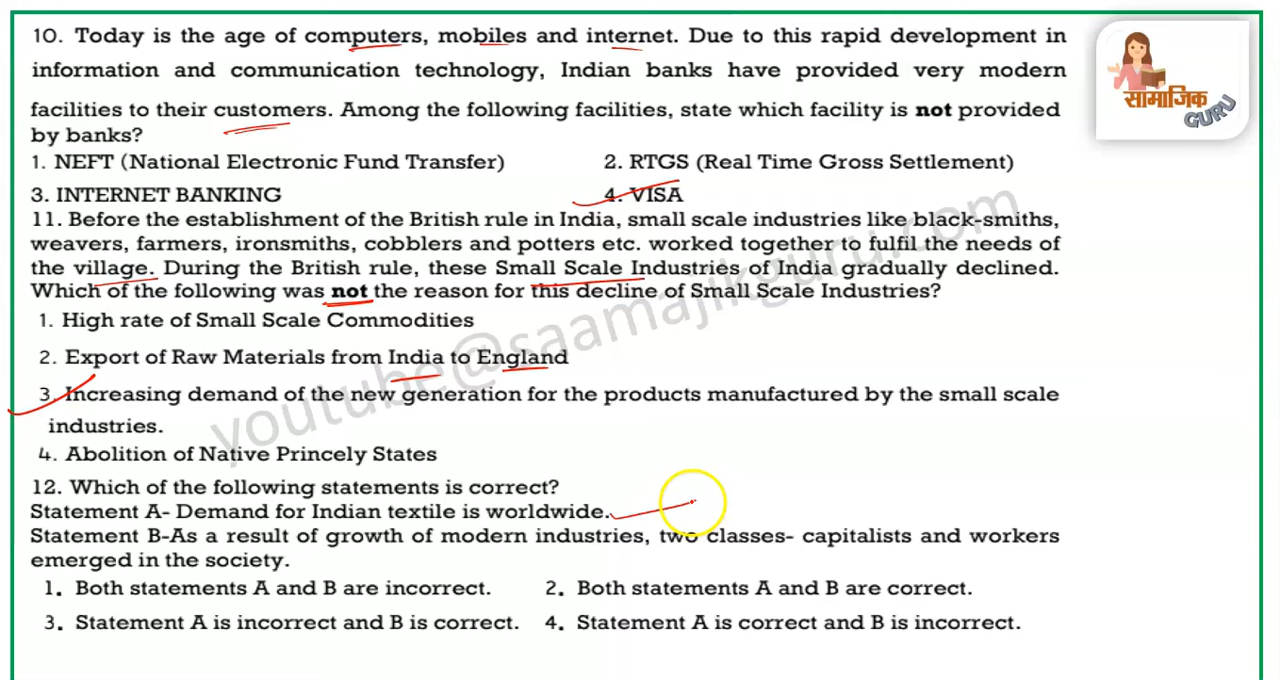 10. Today is the age of computers, mobiles and internet. Due to this rapid development in
information and communication technology, Indian banks have provided very modern
facilities to their customers. Among the following facilities, state which facility is not provided
by banks?
1. NEFT (National Electronic Fund Transfer) 2. RTGS (Real Time Gross Settlement)
3. INTERNET BANKING 4. VISA
11. Before the establishment of the British rule in India, small scale industries like black-smiths,
weavers, farmers, ironsmiths, cobblers and potters etc. worked together to fulfil the needs of
the village. During the British rule, these Small Scale Industries of India gradually declined.
Which of the following was not the reason for this decline of Small Scale Industries?
1. High rate of Small Scale Commodities
2. Export of Raw Materials from India to England
3. Increasing demand of the new generation for the products manufactured by the small scale
industries.
4. Abolition of Native Princely States
12. Which of the following statements is correct?
Statement A- Demand for Indian textile is worldwide.
Statement B-As a result of growth of modern industries, two classes- capitalists and workers
emerged in the society.
1. Both statements A and B are incorrect. 2. Both statements A and B are correct.
3. Statement A is incorrect and B is correct. 4. Statement A is correct and B is incorrect.
सामाजिक
GURU
youtube@saamajikguru.com